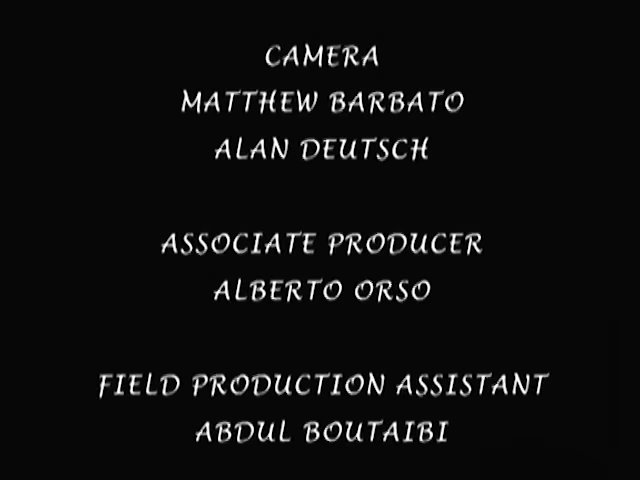 CAMERA
MATTHEW BARBATO
ALAN DEUTSCH
ASSOCIATE PRODUCER
ALBERTO ORSO
FIELD PRODUCTION ASSISTANT
ABDUL BOUTAIBI